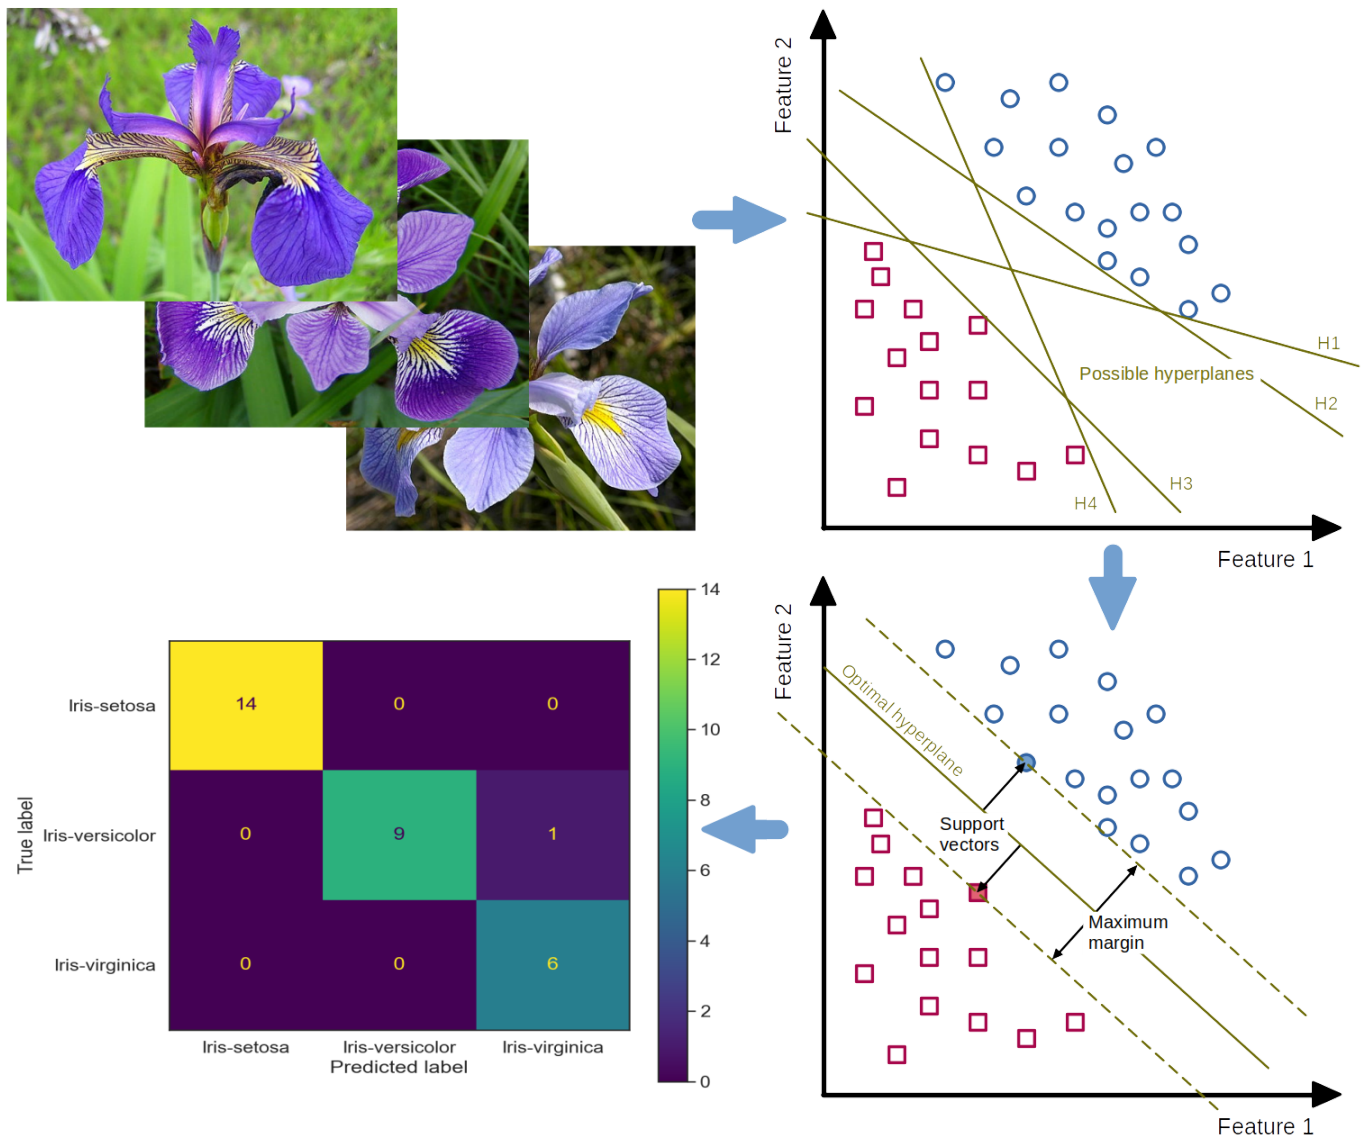 Feature 2
H1
Possible hyperplanes
H2
H3
H4
Feature 1
Feature 2
Optimal hyperplane
Support
vectors
Maximum
margin
Feature 1
14
12
10
8
6
4
2
0
True label
Iris-setosa
14 0 0
Iris-versicolor
0 9 1
Iris-virginica
0 0 6
Iris-setosa Iris-versicolor Iris-virginica
Predicted label